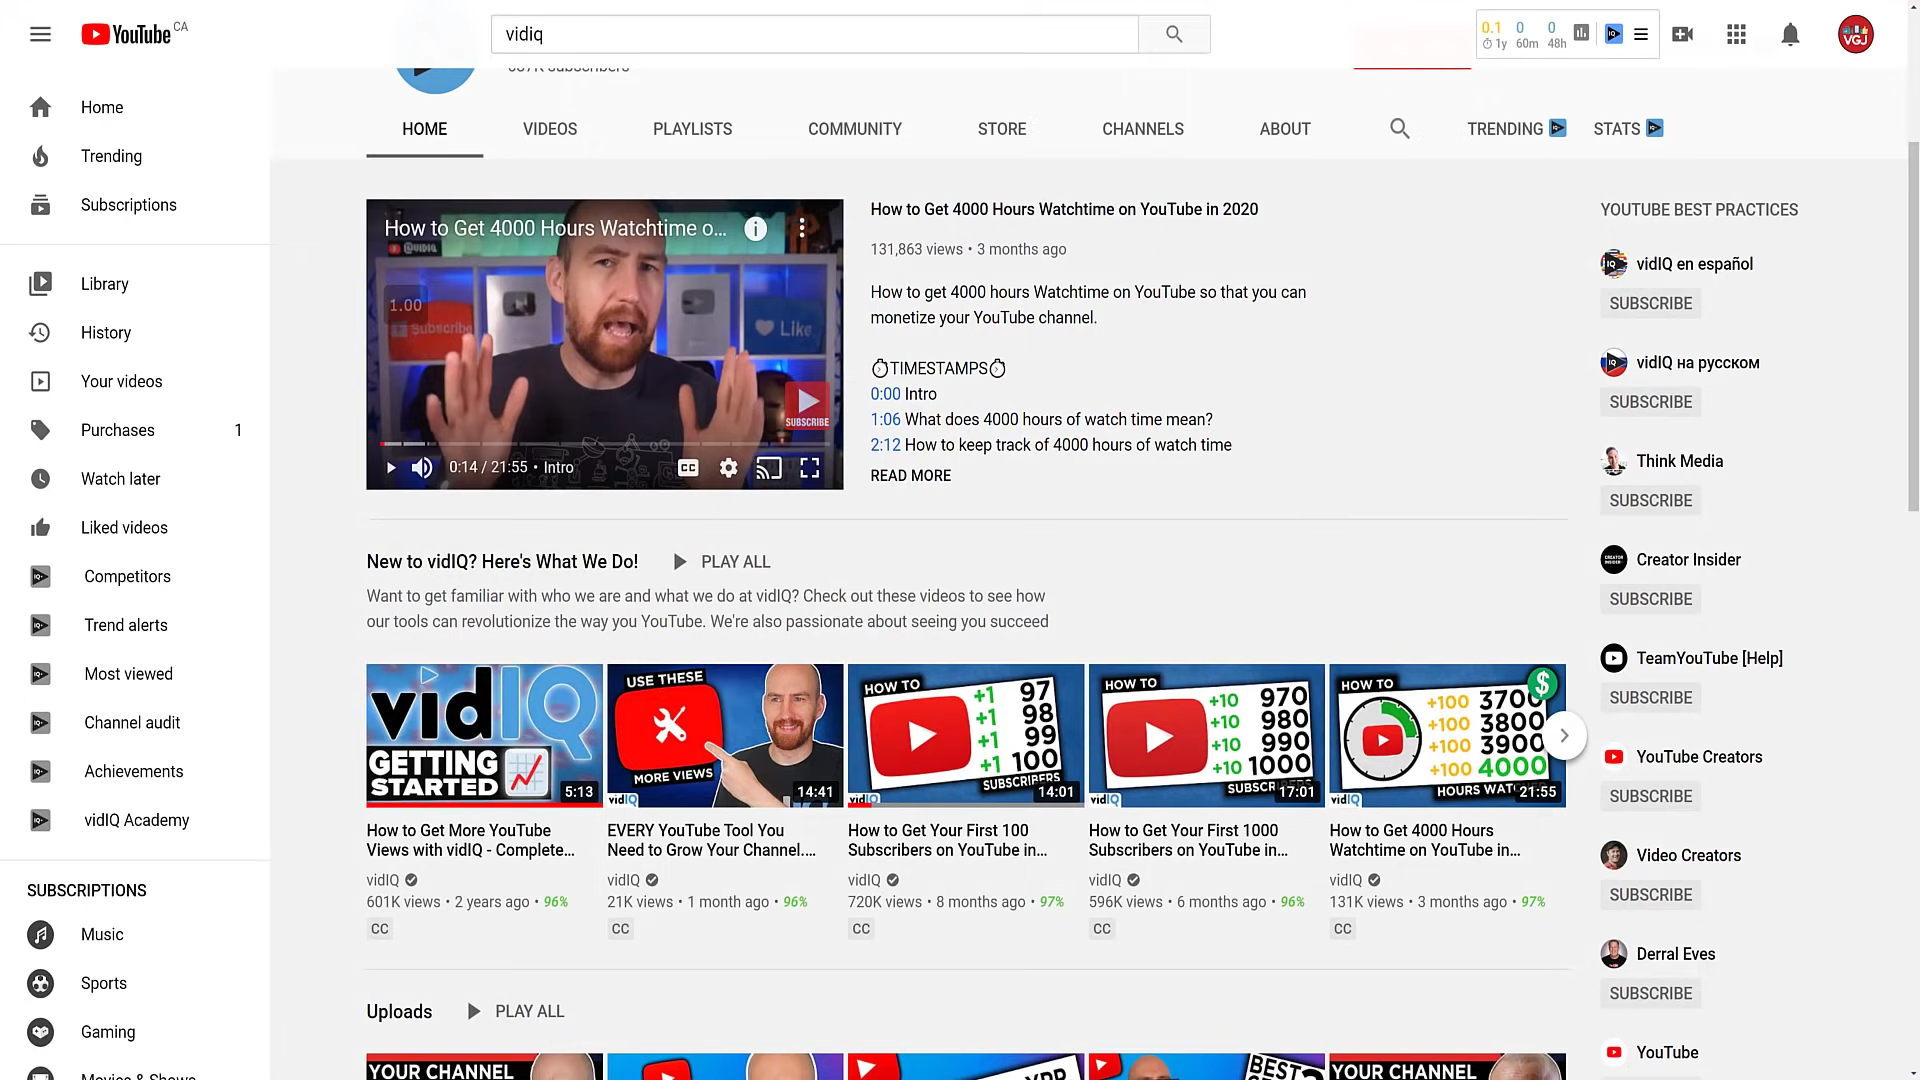 YouTube CA
vidiq
0.1 0 0
1y 60m 48h
VGJ
Home
Trending
Subscriptions
Library
History
Your videos
Purchases 1
Watch later
Liked videos
Competitors
Trend alerts
Most viewed
Channel audit
Achievements
vidIQ Academy
SUBSCRIPTIONS
Music
Sports
Gaming
HOME VIDEOS PLAYLISTS COMMUNITY STORE CHANNELS ABOUT TRENDING STATS
How to Get 4000 Hours Watchtime o...
@VIDIQ
1.00
Subscribe
Like
SUBSCRIBE
0:14 / 21:55 • Intro
CC
How to Get 4000 Hours Watchtime on YouTube in 2020
131,863 views • 3 months ago
How to get 4000 hours Watchtime on YouTube so that you can
monetize your YouTube channel.
⏱TIMESTAMPS⏱
0:00 Intro
1:06 What does 4000 hours of watch time mean?
2:12 How to keep track of 4000 hours of watch time
READ MORE
New to vidIQ? Here's What We Do! PLAY ALL
Want to get familiar with who we are and what we do at vidIQ? Check out these videos to see how
our tools can revolutionize the way you YouTube. We're also passionate about seeing you succeed
vidIQ
GETTING
STARTED
5:13
How to Get More YouTube
Views with vidIQ - Complete...
vidIQ
601K views • 2 years ago • 96%
CC
USE THESE
MORE VIEWS
vidIQ
14:41
EVERY YouTube Tool You
Need to Grow Your Channel....
vidIQ
21K views • 1 month ago • 96%
CC
HOW TO
+1 97
+1 98
+1 99
+1 100
SUBSCRIBERS
vidIQ
14:01
How to Get Your First 100
Subscribers on YouTube in...
vidIQ
720K views • 8 months ago • 97%
CC
HOW TO
+10 970
+10 980
+10 990
+10 1000
vidIQ
17:01
How to Get Your First 1000
Subscribers on YouTube in...
vidIQ
596K views • 6 months ago • 96%
CC
HOW TO
$
+100 3700
+100 3800
+100 3900
+100 4000
HOURS
vidIQ
21:55
How to Get 4000 Hours
Watchtime on YouTube in...
vidIQ
131K views • 3 months ago • 97%
CC
Uploads PLAY ALL
YOUR CHANNEL
BEST
YOUR CHANNEL
YOUTUBE BEST PRACTICES
vidIQ en español
SUBSCRIBE
vidIQ на русском
SUBSCRIBE
Think Media
SUBSCRIBE
Creator Insider
SUBSCRIBE
TeamYouTube [Help]
SUBSCRIBE
YouTube Creators
SUBSCRIBE
Video Creators
SUBSCRIBE
Derral Eves
SUBSCRIBE
YouTube